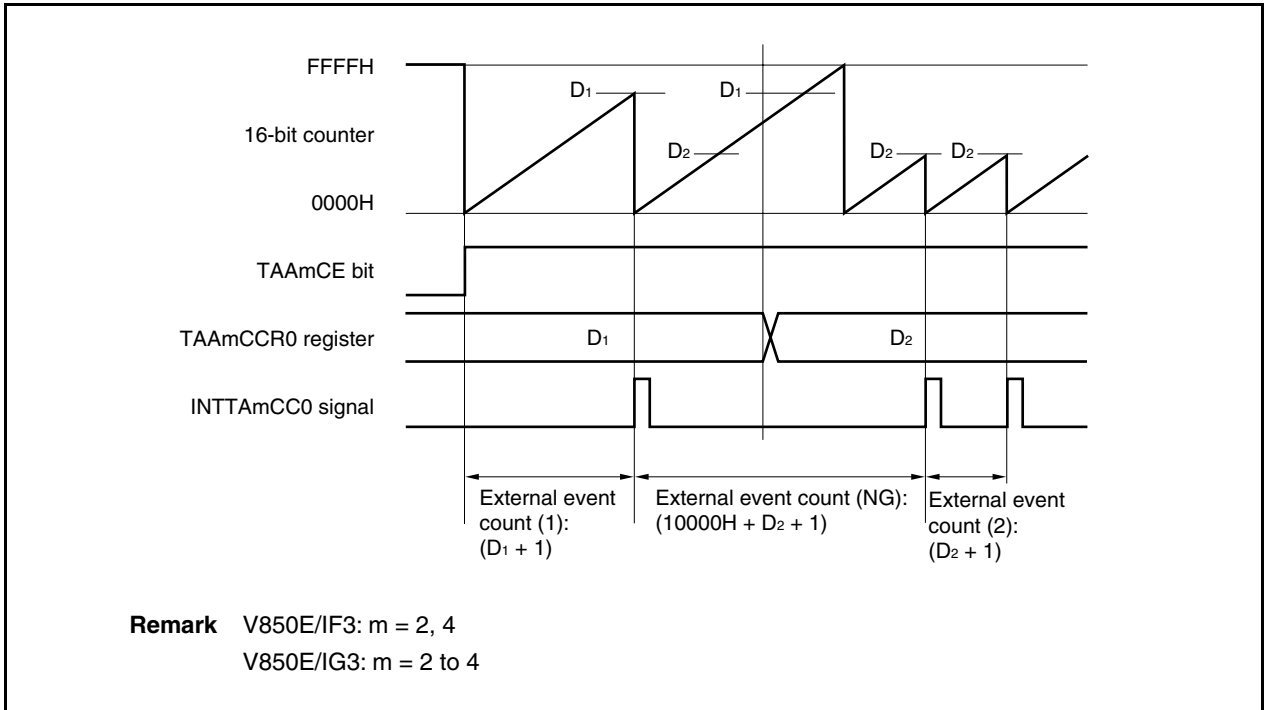 FFFFH
D1
D1
16-bit counter
D2
D2
D2
0000H
TAAmCE bit
TAAmCCR0 register
D1
D2
INTTAmCC0 signal
External event
count (1):
(D1 + 1)
External event count (NG):
(10000H + D2 + 1)
External event
count (2):
(D2 + 1)
Remark V850E/IF3: m = 2, 4
V850E/IG3: m = 2 to 4